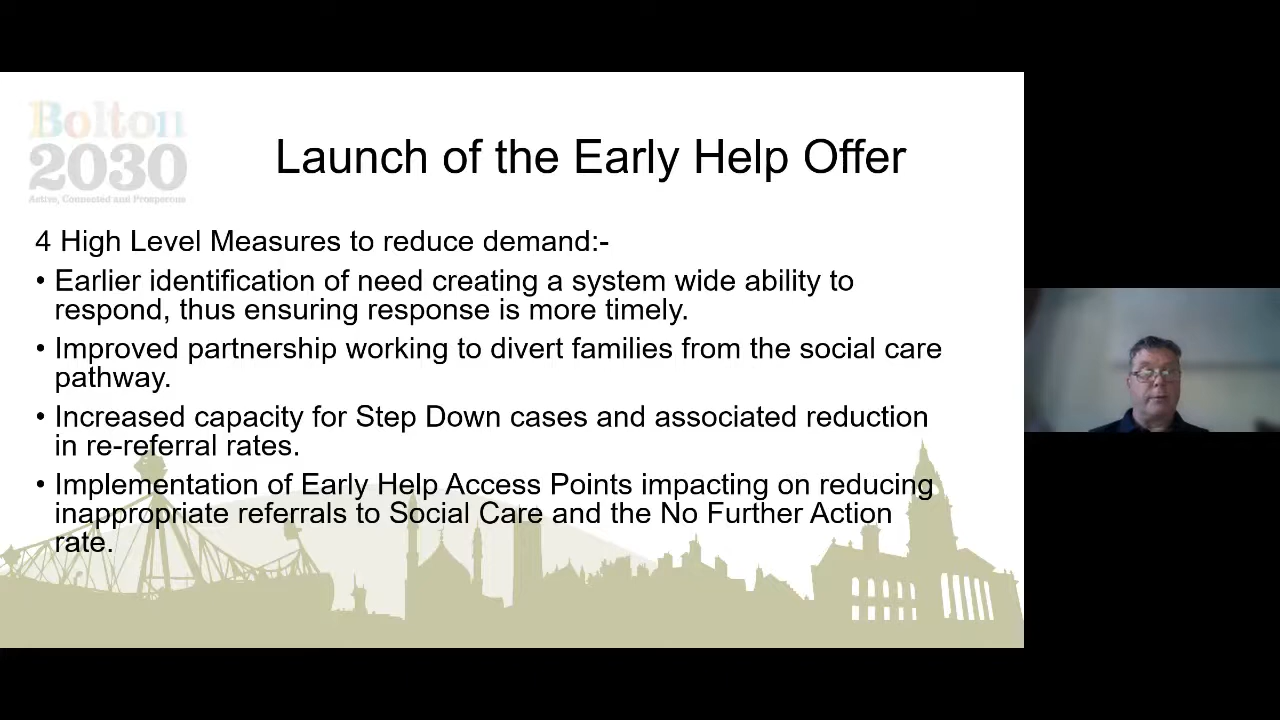 Bolton
2030
Active, Connected and Prosperous
Launch of the Early Help Offer
4 High Level Measures to reduce demand:-
• Earlier identification of need creating a system wide ability to
respond, thus ensuring response is more timely.
• Improved partnership working to divert families from the social care
pathway.
• Increased capacity for Step Down cases and associated reduction
in re-referral rates.
• Implementation of Early Help Access Points impacting on reducing
inappropriate referrals to Social Care and the No Further Action
rate.